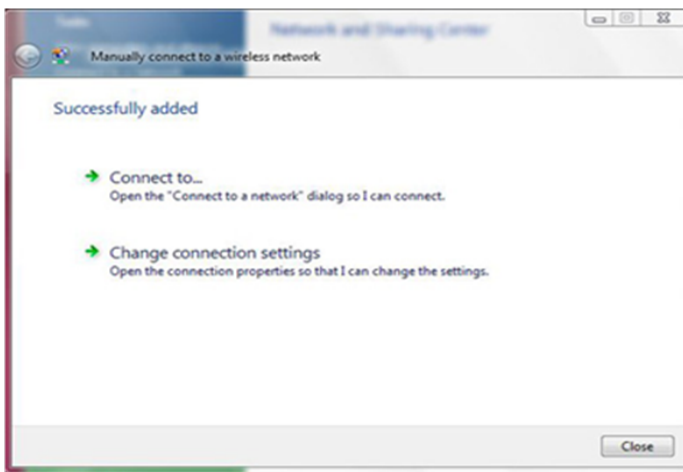 Tasks
Network and Sharing Center
Manually connect to a wireless network
Successfully added
Connect to...
Open the "Connect to a network" dialog so I can connect.
Change connection settings
Open the connection properties so that I can change the settings.
Close